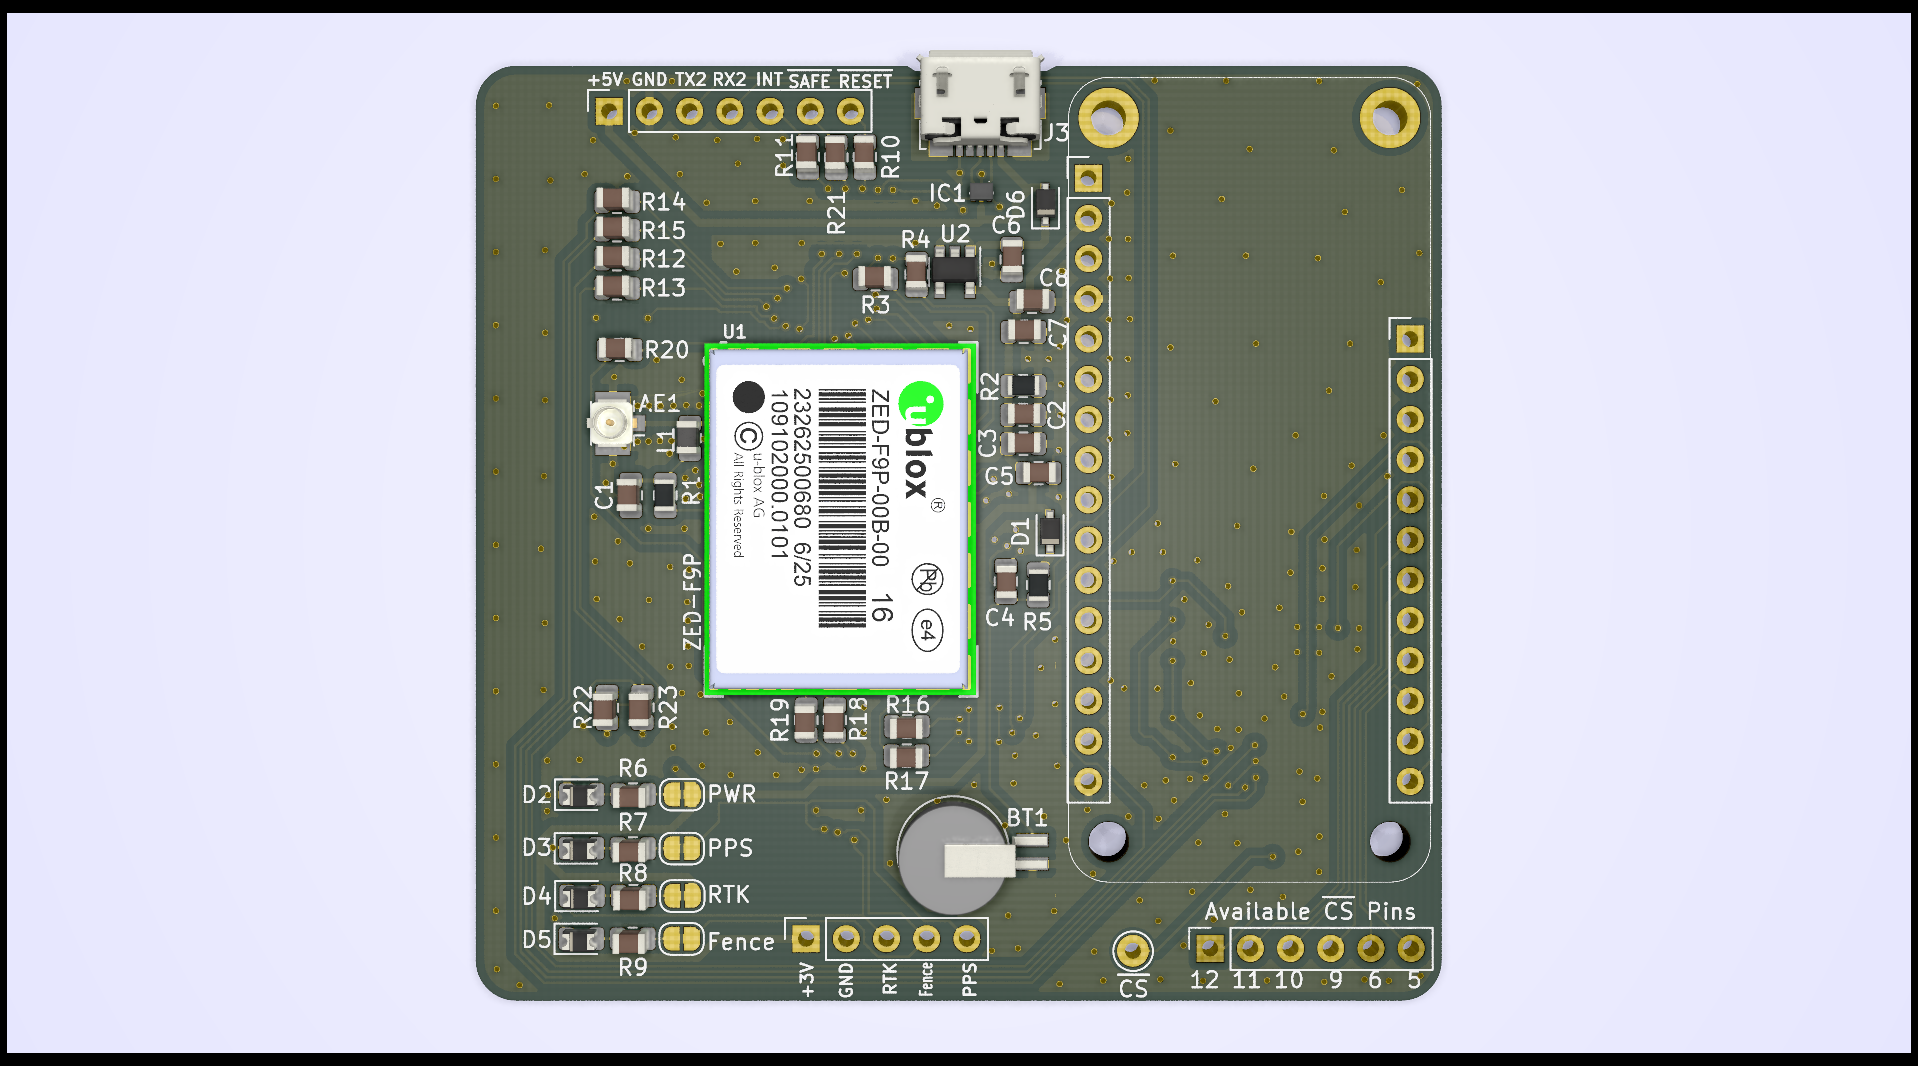 +5V GND TX2 RX2 INT SAFE RESET
J3
R11
R10
R21
IC1
D6
R14
R15
R12
R13
C6
U2
R4
R3
C8
C7
R20
U1
AE1
L1
C1
R1
ZED-F9P
ublox®
ZED-F9P-00B-00 16
23262500680 6/25
109102000.0101
© u-blox AG
All Rights Reserved
Pb
e4
R2
C2
C3
C5
D1
C4
R5
R22
R23
R19
R18
R16
R17
D2
R6
PWR
R7
D3
PPS
R8
D4
RTK
D5
Fence
R9
BT1
+3V
GND
RTK
Fence
PPS
CS
Available CS Pins
12 11 10 9 6 5